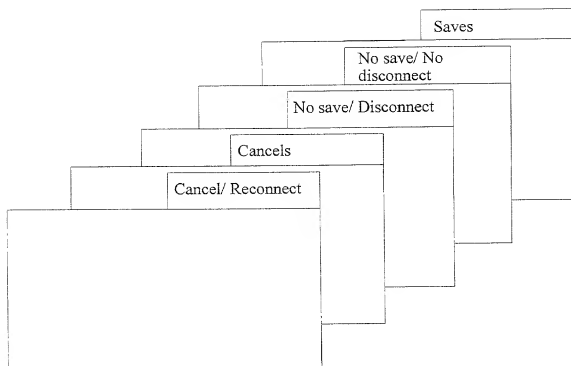 Saves
No save/ No
disconnect
No save/ Disconnect
Cancels
Cancel/ Reconnect